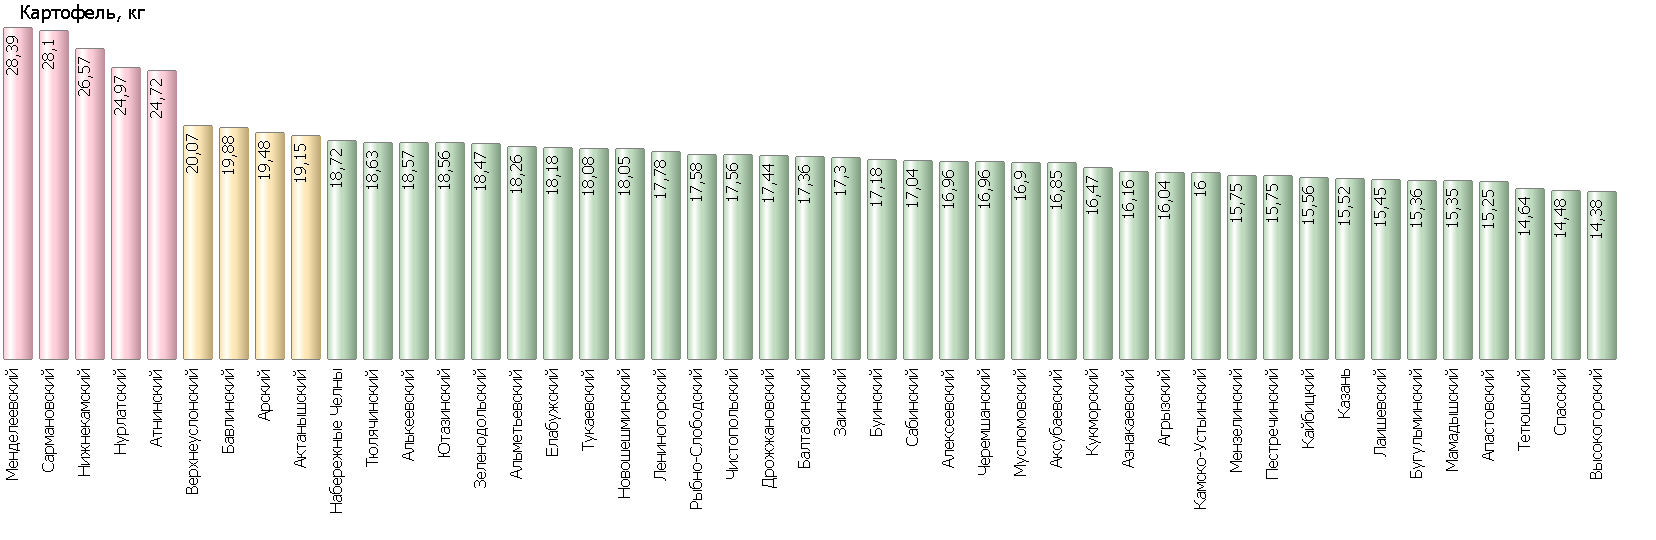 Картофель, кг
28,39
28,1
26,57
24,97
24,72
20,07
19,88
19,48
19,15
18,72
18,63
18,57
18,56
18,47
18,26
18,18
18,08
18,05
17,78
17,58
17,56
17,44
17,36
17,3
17,18
17,04
16,96
16,96
16,9
16,85
16,47
16,16
16,04
16
15,75
15,75
15,56
15,52
15,45
15,36
15,35
15,25
14,64
14,48
14,38
Менделеевский
Сармановский
Нижнекамский
Нурлатский
Атнинский
Верхнеуслонский
Бавлинский
Арский
Актанышский
Набережные Челны
Тюлячинский
Алькеевский
Ютазинский
Зеленодольский
Альметьевский
Елабужский
Тукаевский
Новошешминский
Лениногорский
Рыбно-Слободский
Чистопольский
Дрожжановский
Балтасинский
Заинский
Буинский
Сабинский
Алексеевский
Черемшанский
Муслюмовский
Аксубаевский
Кукморский
Азнакаевский
Агрызский
Камско-Устьинский
Мензелинский
Пестречинский
Кайбицкий
Казань
Лаишевский
Бугульминский
Мамадышский
Апастовский
Тетюшский
Спасский
Высокогорский